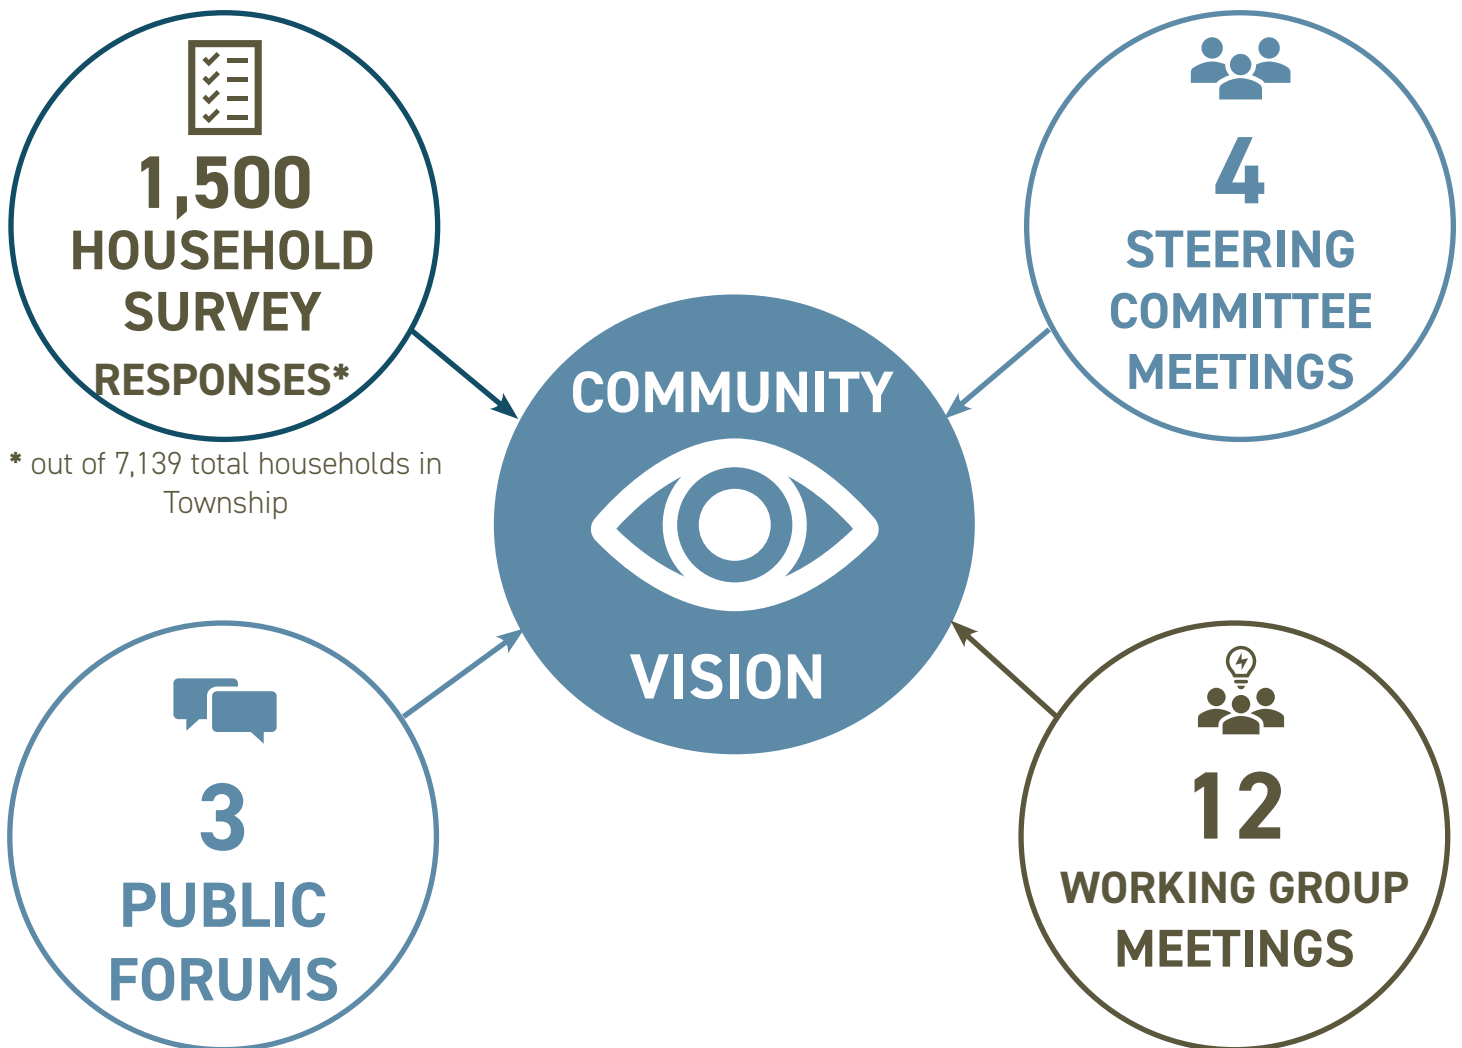 1,500
HOUSEHOLD
SURVEY
RESPONSES*
* out of 7,139 total households in
Township
4
STEERING
COMMITTEE
MEETINGS
COMMUNITY
VISION
3
PUBLIC
FORUMS
12
WORKING GROUP
MEETINGS